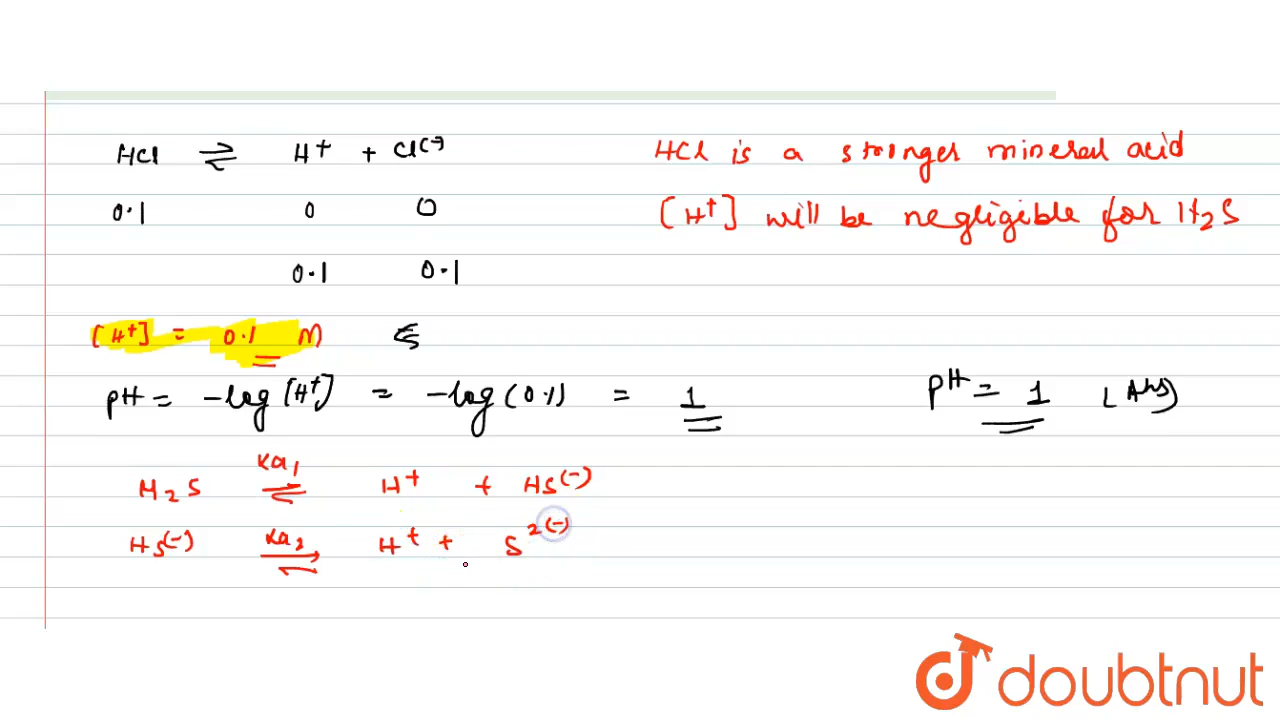 HCl ⇌ H⁺ + Cl(-)
HCl is a stronger mineral acid
0.1 0 0
[H⁺] will be negligible for H₂S
0.1 0.1
[H⁺] = 0.1 M
pH = -log[H⁺] = -log(0.1) = 1
pH = 1 (Ans)
Ka₁
H₂S ⇌ H⁺ + HS(-)
Ka₂
HS(-) ⇌ H⁺ + S²(-)
doubtnut